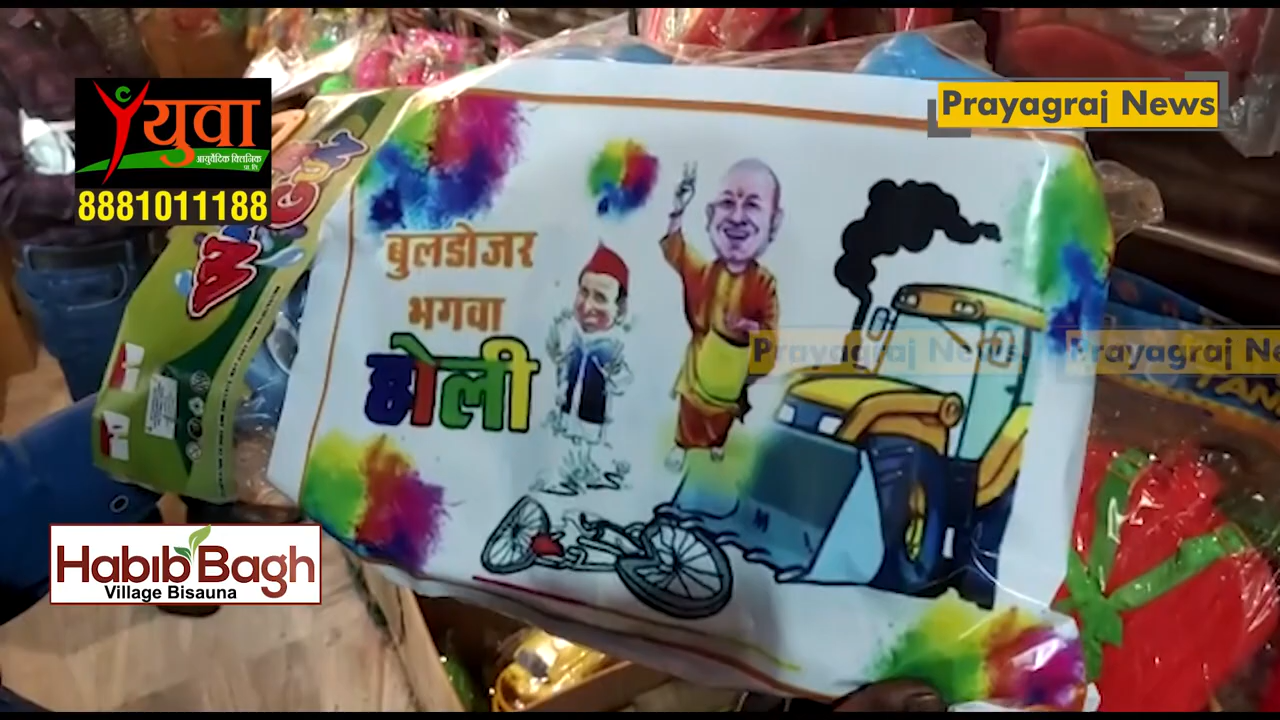 युवा
आयुर्वेदिक क्लिनिक
प्रा. लि.
8881011188
Prayagraj News
बुलडोजर
भगवा
होली
Prayagraj News
Prayagraj Ne
Habib Bagh
Village Bisauna